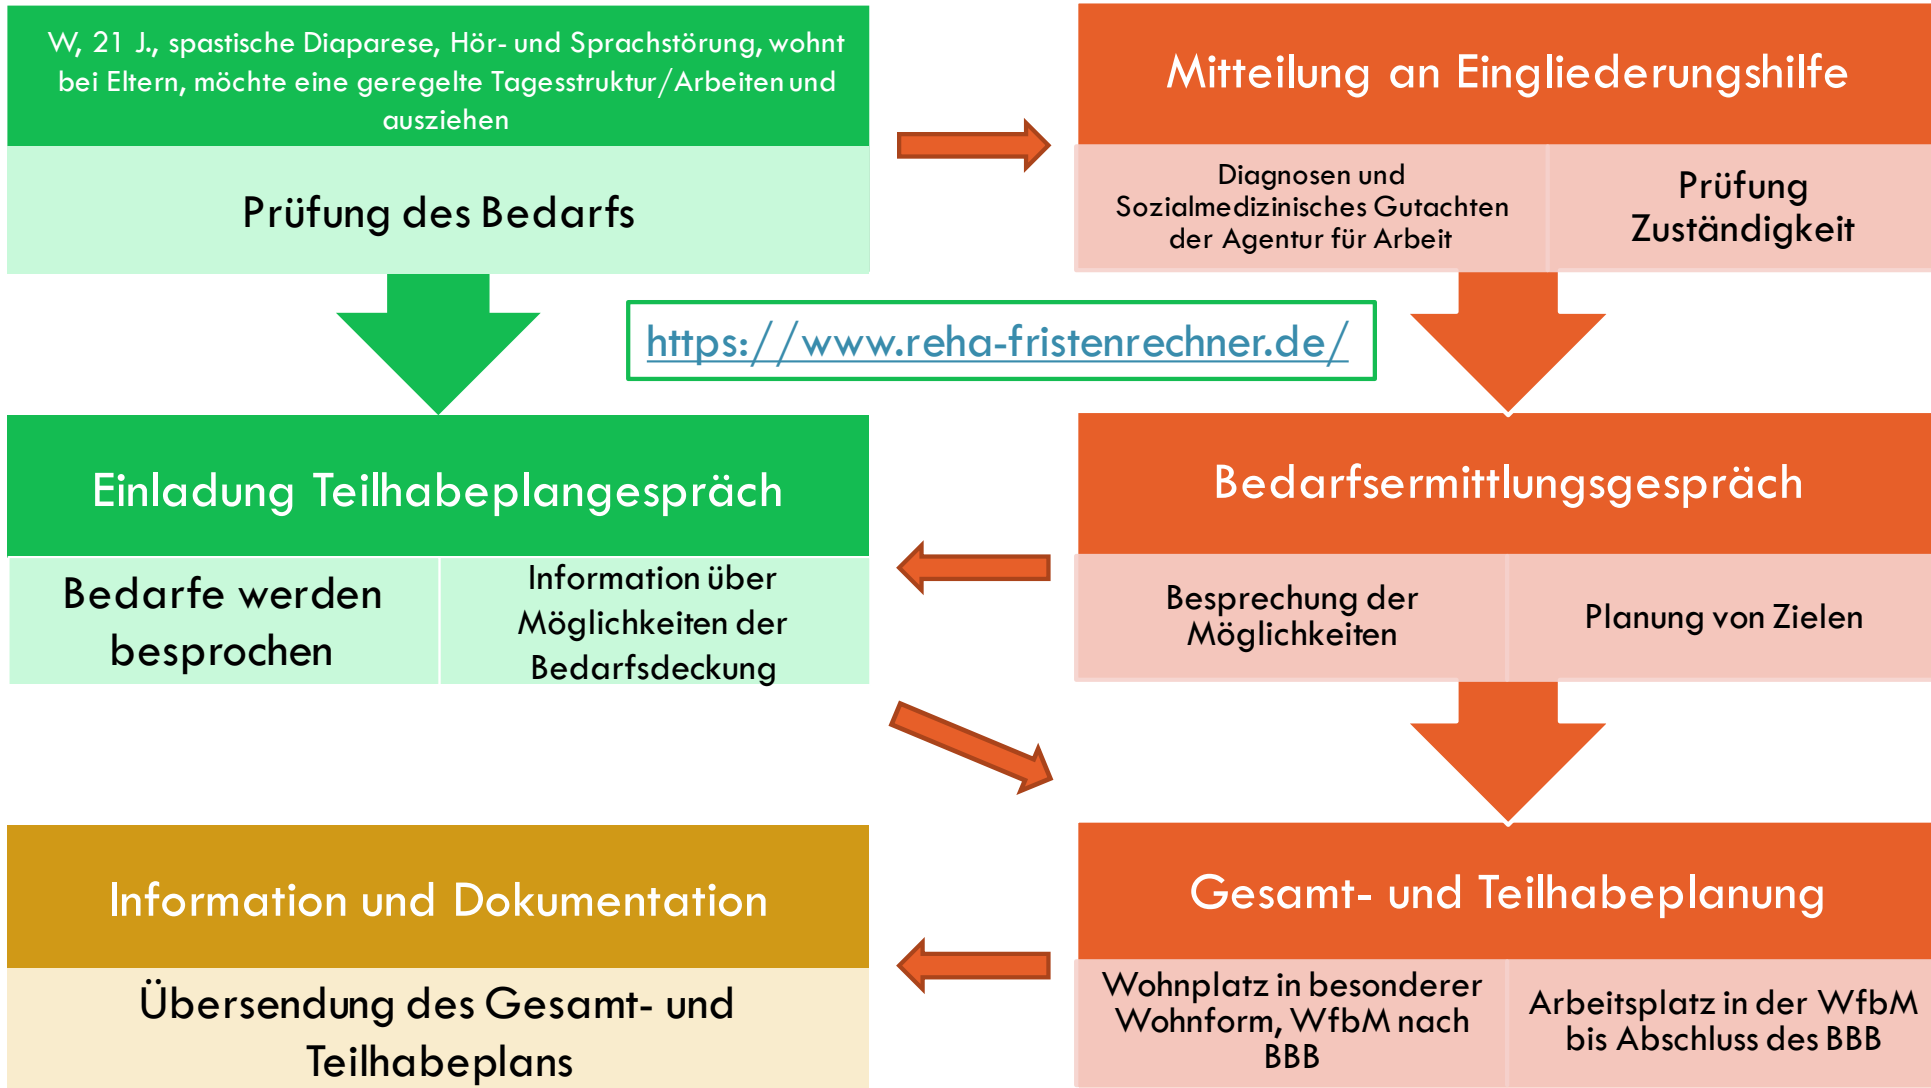 W, 21 J., spastische Diaparese, Hör- und Sprachstörung, wohnt
bei Eltern, möchte eine geregelte Tagesstruktur/Arbeiten und
ausziehen
Prüfung des Bedarfs
Mitteilung an Eingliederungshilfe
Diagnosen und
Sozialmedizinisches Gutachten
der Agentur für Arbeit
Prüfung
Zuständigkeit
https://www.reha-fristenrechner.de/
Einladung Teilhabeplangespräch
Bedarfe werden
besprochen
Information über
Möglichkeiten der
Bedarfsdeckung
Bedarfsermittlungsgespräch
Besprechung der
Möglichkeiten
Planung von Zielen
Information und Dokumentation
Übersendung des Gesamt- und
Teilhabeplans
Gesamt- und Teilhabeplanung
Wohnplatz in besonderer
Wohnform, WfbM nach
BBB
Arbeitsplatz in der WfbM
bis Abschluss des BBB